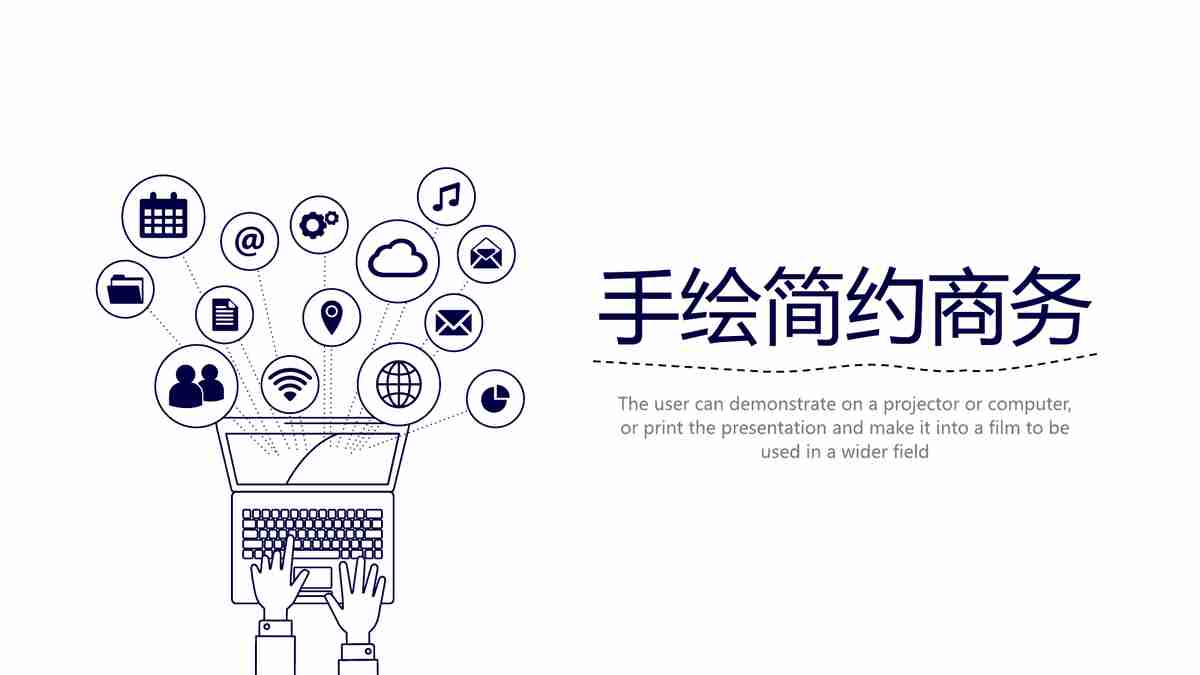 @
手绘简约商务
The user can demonstrate on a projector or computer,
or print the presentation and make it into a film to be
used in a wider field